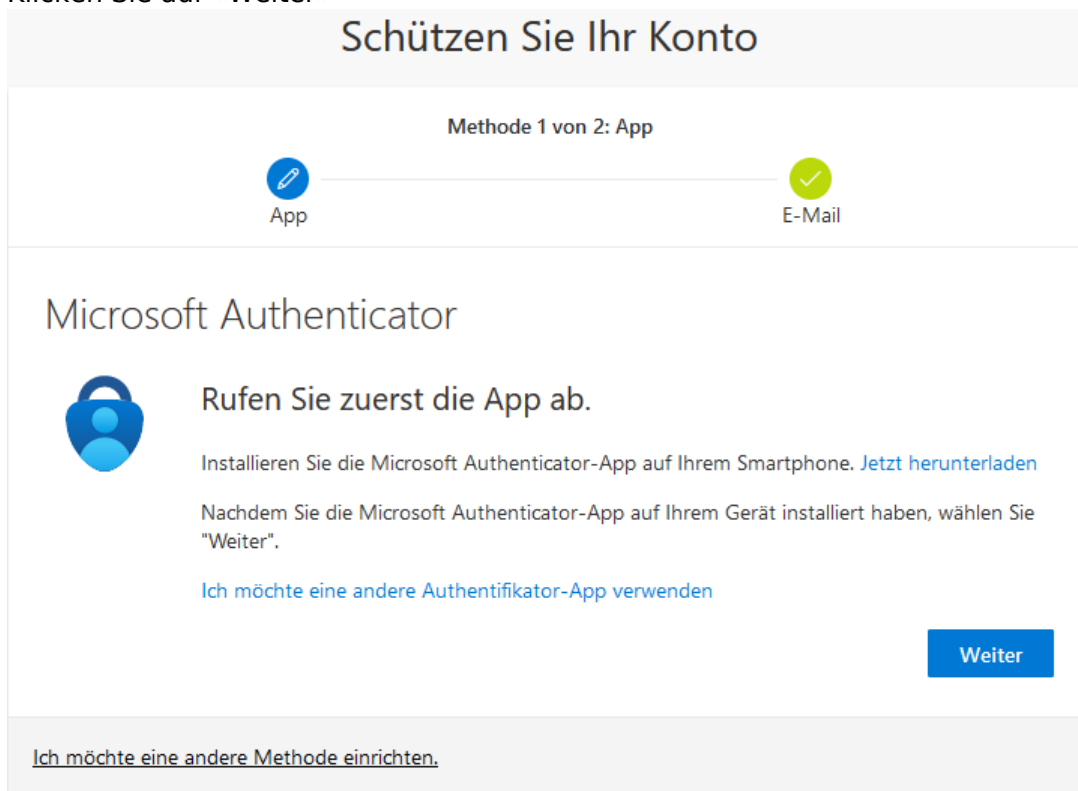 Schützen Sie Ihr Konto
Methode 1 von 2: App
App
E-Mail
Microsoft Authenticator
Rufen Sie zuerst die App ab.
Installieren Sie die Microsoft Authenticator-App auf Ihrem Smartphone. Jetzt herunterladen
Nachdem Sie die Microsoft Authenticator-App auf Ihrem Gerät installiert haben, wählen Sie
"Weiter".
Ich möchte eine andere Authentifikator-App verwenden
Weiter
Ich möchte eine andere Methode einrichten.